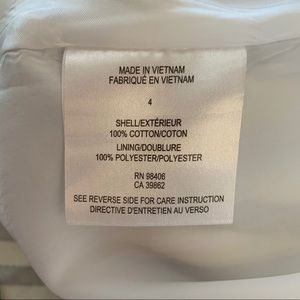 MADE IN VIETNAM
FABRIQUÉ EN VIETNAM
4
SHELL/EXTÉRIEUR
100% COTTON/COTON
LINING/DOUBLURE
100% POLYESTER/POLYESTER
RN 98406
CA 39862
SEE REVERSE SIDE FOR CARE INSTRUCTION
DIRECTIVE D'ENTRETIEN AU VERSO